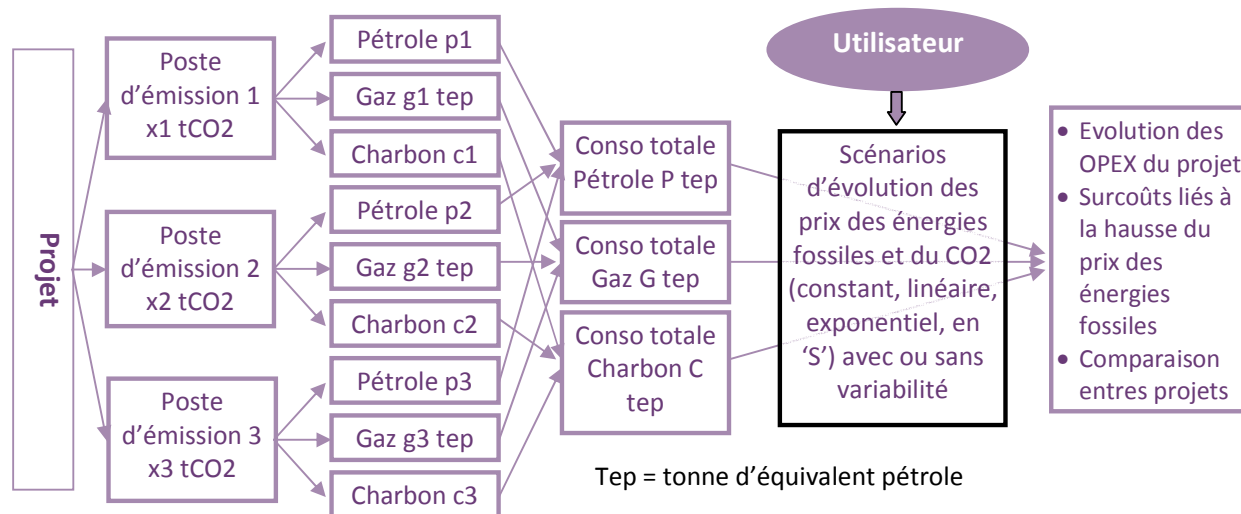 Projet
Poste
d’émission 1
x1 tCO2
Poste
d’émission 2
x2 tCO2
Poste
d’émission 3
x3 tCO2
Pétrole p1
Gaz g1 tep
Charbon c1
Pétrole p2
Gaz g2 tep
Charbon c2
Pétrole p3
Gaz g3 tep
Charbon c3
Conso totale
Pétrole P tep
Conso totale
Gaz G tep
Conso totale
Charbon C
tep
Utilisateur
Scénarios
d’évolution des
prix des énergies
fossiles et du CO2
(constant, linéaire,
exponentiel, en
‘S’) avec ou sans
variabilité
• Evolution des
OPEX du projet
• Surcoûts liés à
la hausse du
prix des
énergies
fossiles
• Comparaison
entres projets
Tep = tonne d’équivalent pétrole